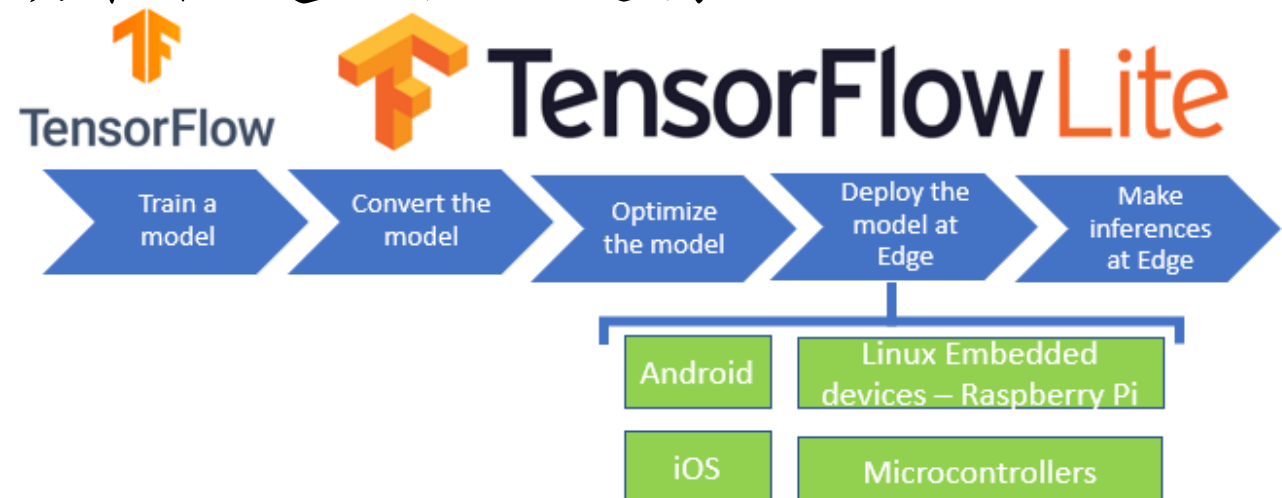 TensorFlow
TensorFlow Lite
Train a
model
Convert the
model
Optimize
the model
Deploy the
model at
Edge
Make
inferences
at Edge
Android
Linux Embedded
devices – Raspberry Pi
iOS
Microcontrollers